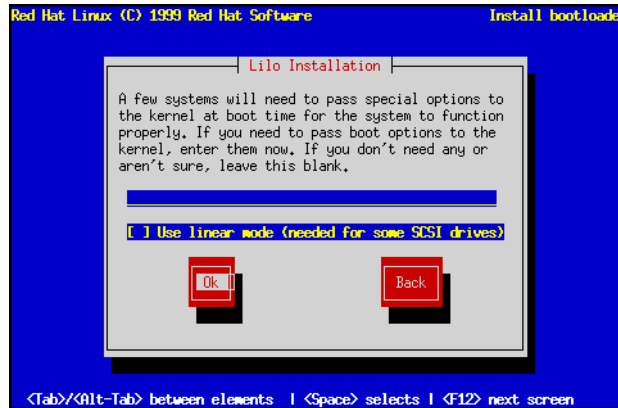 Red Hat Linux (C) 1999 Red Hat Software Install bootloade
Lilo Installation
A few systems will need to pass special options to
the kernel at boot time for the system to function
properly. If you need to pass boot options to the
kernel, enter them now. If you don't need any or
aren't sure, leave this blank.
[ ] Use linear mode (needed for some SCSI drives)
Ok Back
<Tab>/<Alt-Tab> between elements | <Space> selects | <F12> next screen